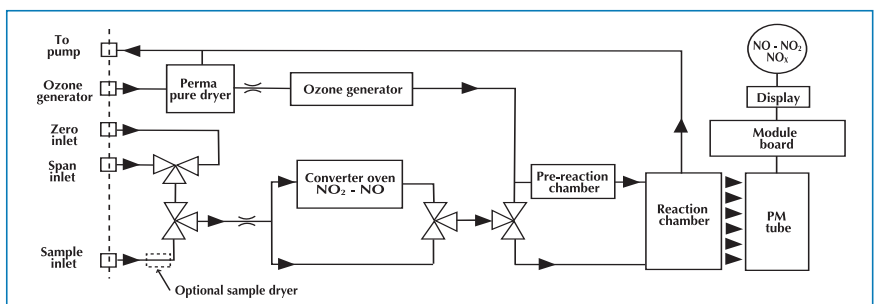 To
pump
Ozone
generator
Zero
inlet
Span
inlet
Sample
inlet
Optional sample dryer
Perma
pure dryer
Ozone generator
Converter oven
NO₂ - NO
Pre-reaction
chamber
Reaction
chamber
PM
tube
NO - NO₂
NOₓ
Display
Module
board